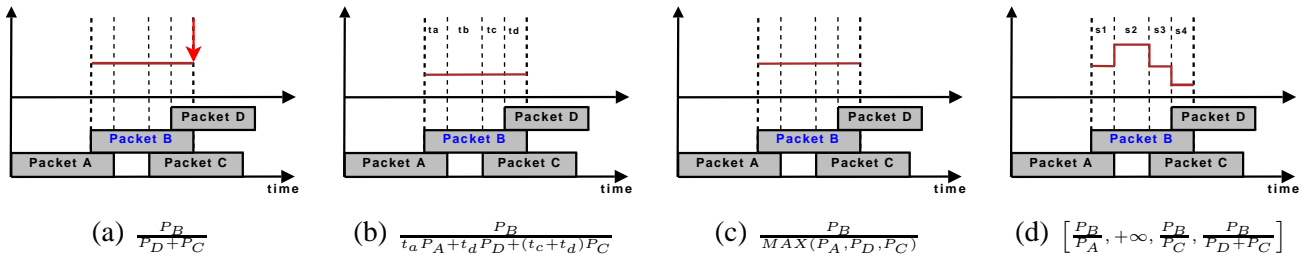 ta tb tc td
s1 s2 s3 s4
Packet D
Packet B
Packet A Packet C
time
Packet D
Packet B
Packet A Packet C
time
Packet D
Packet B
Packet A Packet C
time
Packet D
Packet B
Packet A Packet C
time
(a) P_B / (P_D+P_C)
(b) P_B / (t_a P_A+t_d P_D+(t_c+t_d)P_C)
(c) P_B / MAX(P_A,P_D,P_C)
(d) [P_B/P_A, +∞, P_B/P_C, P_B/(P_D+P_C)]